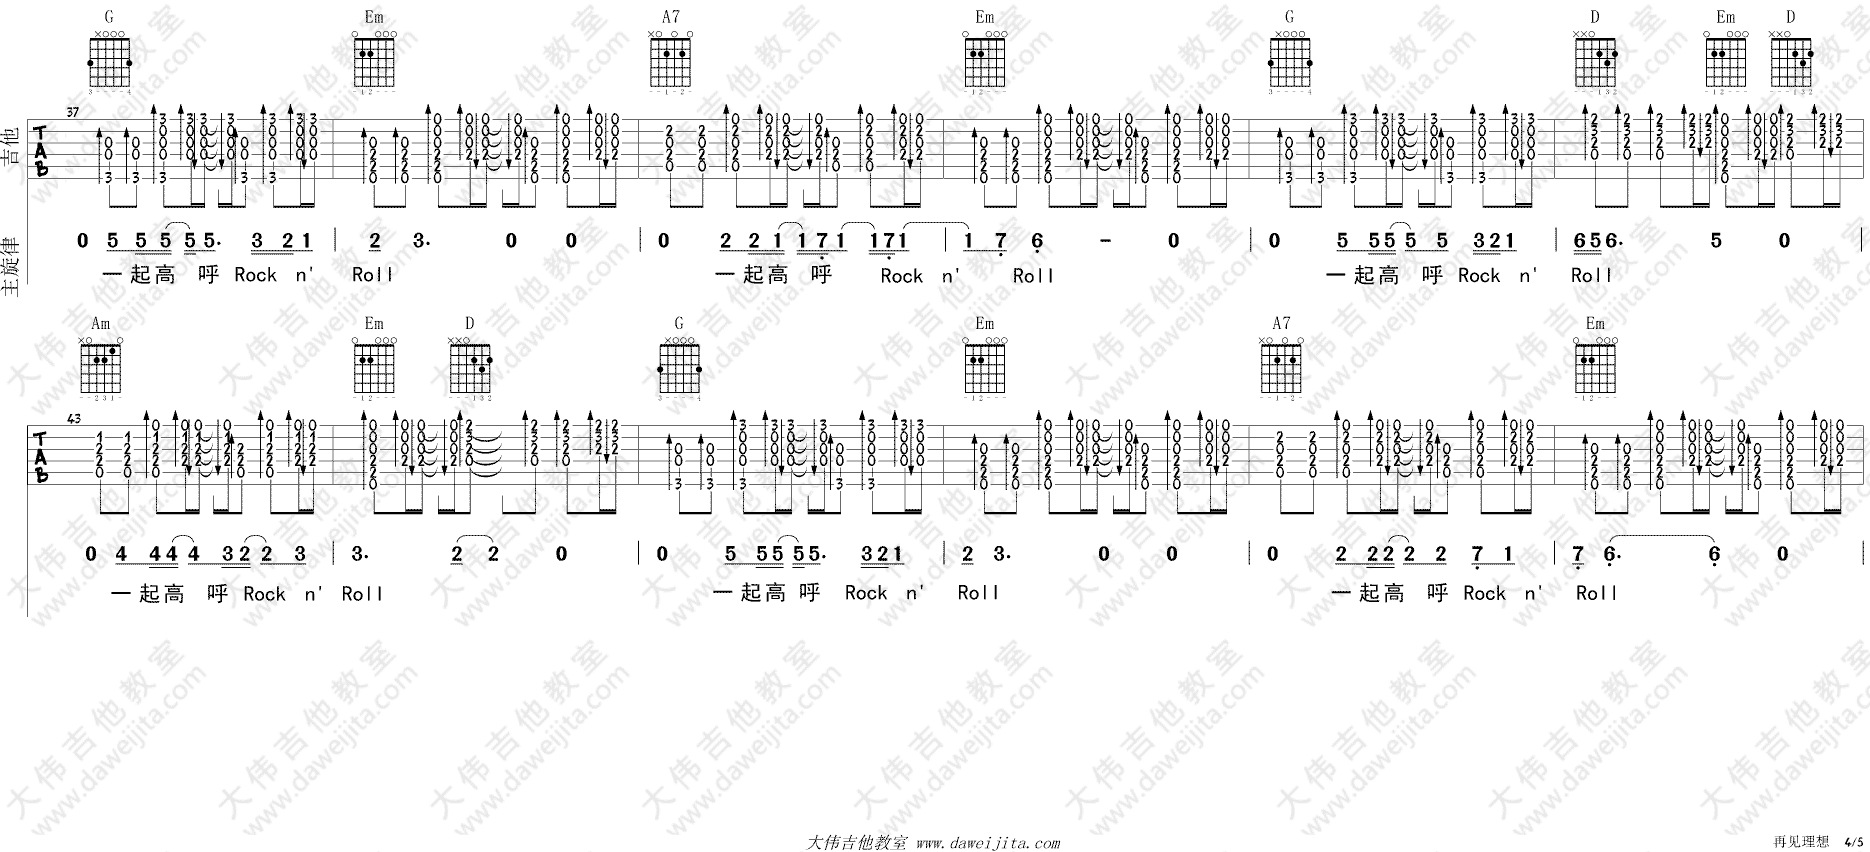 G Em A7 Em G D Em D
37
吉他
TAB
主旋律
0 5 5 5 5 5. 3 2 1 | 2 3. 0 0 | 0 2 2 1 1 7 1 1 7 1 | 1 7 6 - 0 | 0 5 5 5 5 5 3 2 1 | 6 5 6. 5 0 |
一起高 呼 Rock n' Roll 一起高 呼 Rock n' Roll 一起高 呼 Rock n' Roll
Am Em D G Em A7 Em
43
TAB
0 4 4 4 4 3 2 2 3 | 3. 2 2 0 | 0 5 5 5 5 5. 3 2 1 | 2 3. 0 0 | 0 2 2 2 2 2 7 1 | 7 6. 6 0 |
一起高 呼 Rock n' Roll 一起高 呼 Rock n' Roll 一起高 呼 Rock n' Roll
大伟吉他教室 www.daweijita.com
再见理想 4/5